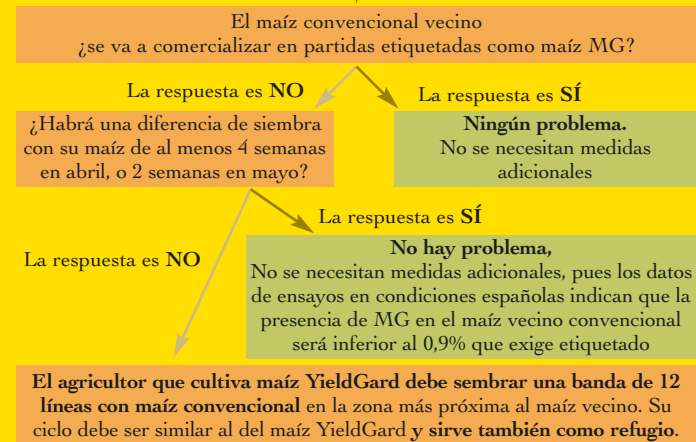 El maíz convencional vecino
¿se va a comercializar en partidas etiquetadas como maíz MG?
La respuesta es NO
La respuesta es SÍ
¿Habrá una diferencia de siembra
con su maíz de al menos 4 semanas
en abril, o 2 semanas en mayo?
Ningún problema.
No se necesitan medidas
adicionales
La respuesta es SÍ
La respuesta es NO
No hay problema,
No se necesitan medidas adicionales, pues los datos
de ensayos en condiciones españolas indican que la
presencia de MG en el maíz vecino convencional
será inferior al 0,9% que exige etiquetado
El agricultor que cultiva maíz YieldGard debe sembrar una banda de 12
líneas con maíz convencional en la zona más próxima al maíz vecino. Su
ciclo debe ser similar al del maíz YieldGard y sirve también como refugio.